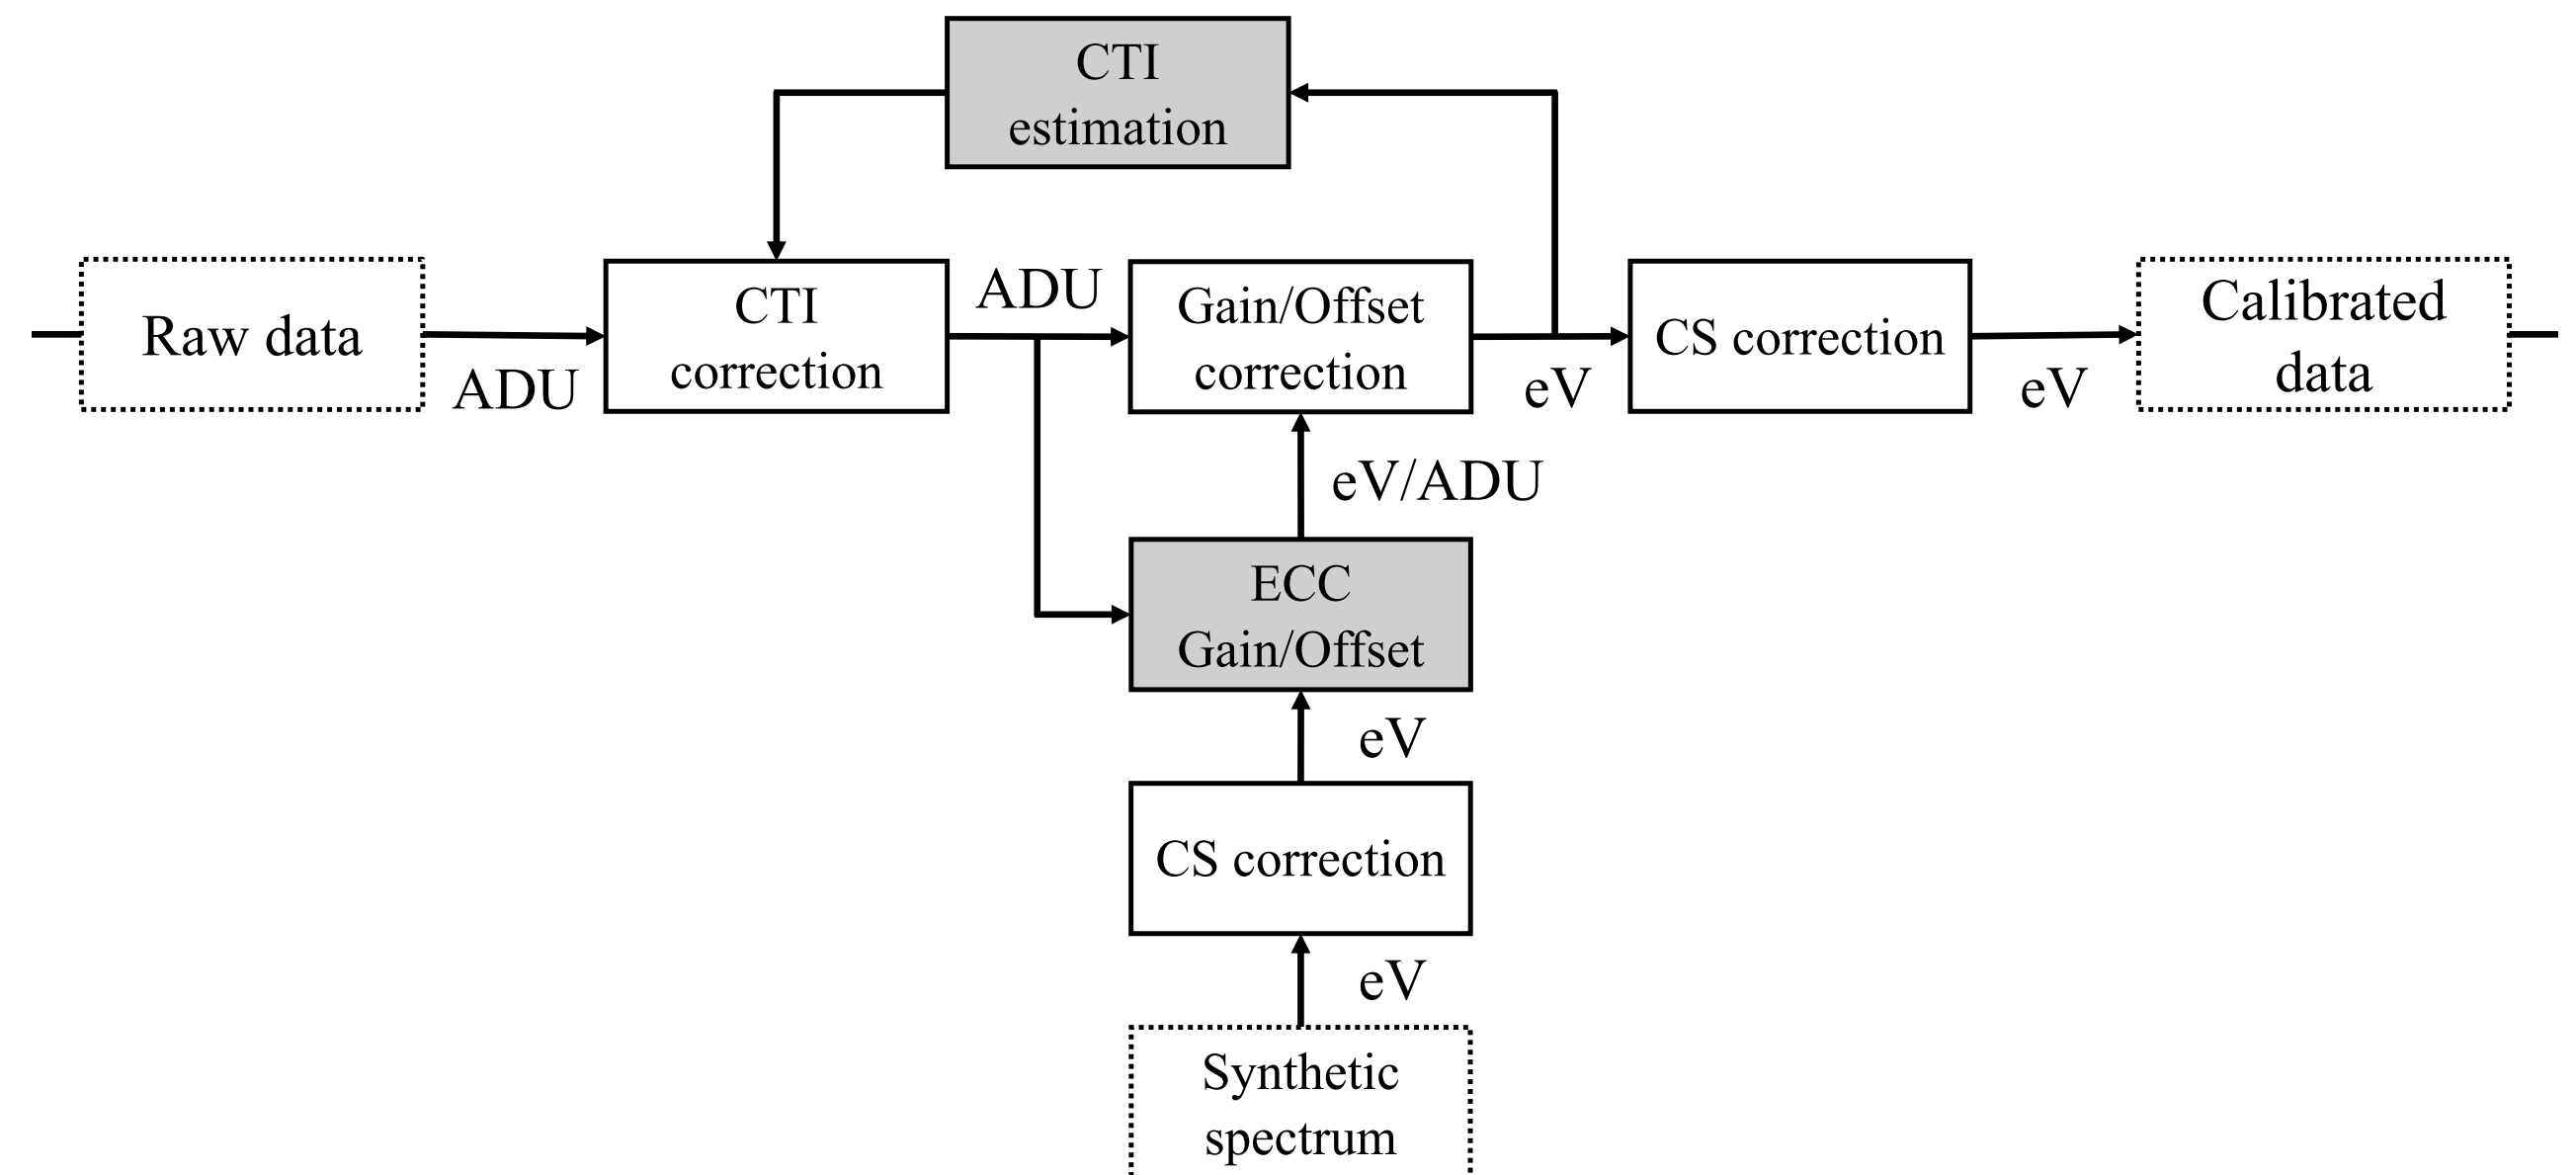 CTI
estimation
Raw data
ADU
CTI
correction
ADU
Gain/Offset
correction
eV
CS correction
eV
Calibrated
data
eV/ADU
ECC
Gain/Offset
eV
CS correction
eV
Synthetic
spectrum